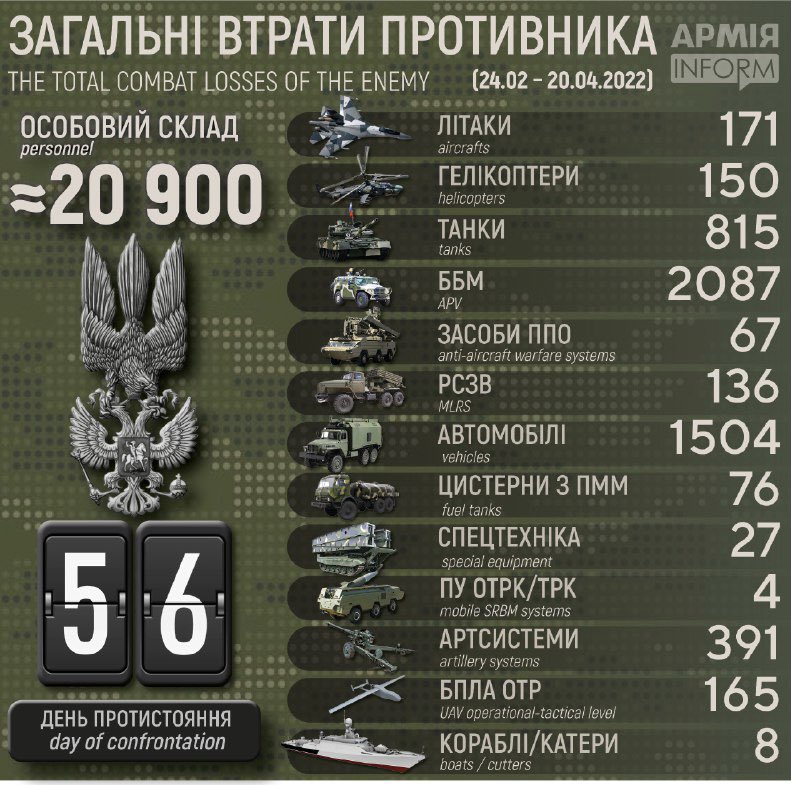 ЗАГАЛЬНІ ВТРАТИ ПРОТИВНИКА
АРМІЯ
INFORM
THE TOTAL COMBAT LOSSES OF THE ENEMY
(24.02 – 20.04.2022)
ОСОБОВИЙ СКЛАД
personnel
≈20 900
ЛІТАКИ 171
aircrafts
ГЕЛІКОПТЕРИ 150
helicopters
ТАНКИ 815
tanks
ББМ 2087
APV
ЗАСОБИ ППО 67
anti-aircraft warfare systems
РСЗВ 136
MLRS
АВТОМОБІЛІ 1504
vehicles
ЦИСТЕРНИ З ПММ 76
fuel tanks
СПЕЦТЕХНІКА 27
special equipment
ПУ ОТРК/ТРК 4
mobile SRBM systems
АРТСИСТЕМИ 391
artillery systems
БПЛА ОТР 165
UAV operational-tactical level
КОРАБЛІ/КАТЕРИ 8
boats / cutters
56
ДЕНЬ ПРОТИСТОЯННЯ
day of confrontation